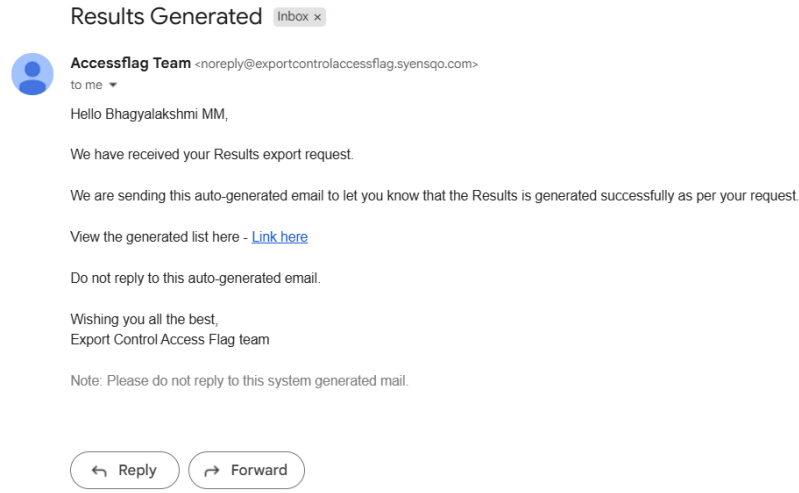 Results Generated Inbox ×
Accessflag Team <noreply@exportcontrolaccessflag.syensqo.com>
to me
Hello Bhagyalakshmi MM,
We have received your Results export request.
We are sending this auto-generated email to let you know that the Results is generated successfully as per your request.
View the generated list here - Link here
Do not reply to this auto-generated email.
Wishing you all the best,
Export Control Access Flag team
Note: Please do not reply to this system generated mail.
Reply Forward